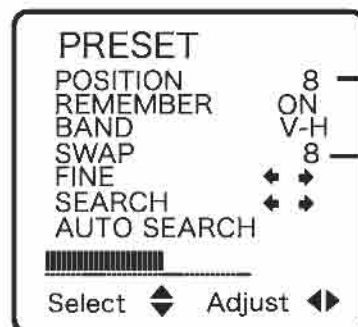 PRESET
POSITION 8
REMEMBER ON
BAND V-H
SWAP 8
FINE
SEARCH
AUTO SEARCH
Select Adjust